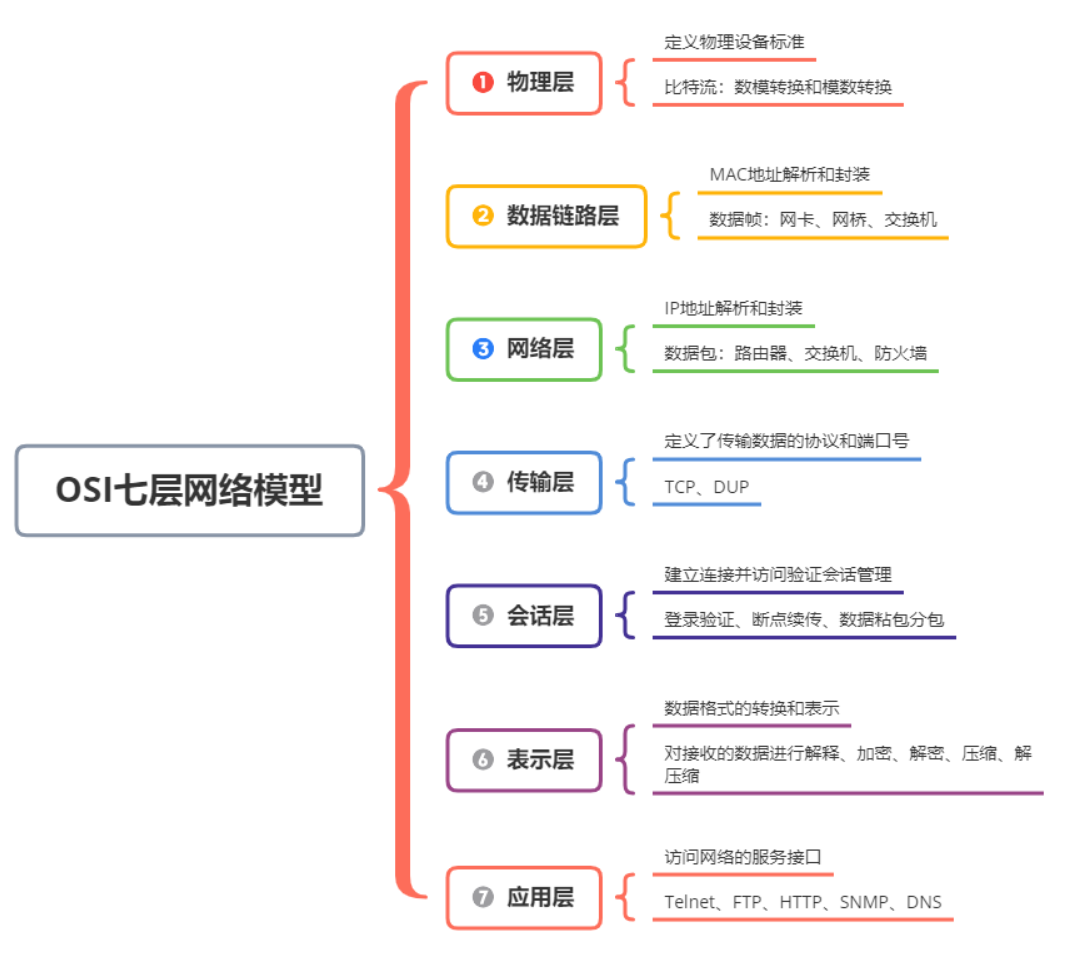 OSI七层网络模型
1 物理层
定义物理设备标准
比特流：数模转换和模数转换
2 数据链路层
MAC地址解析和封装
数据帧：网卡、网桥、交换机
3 网络层
IP地址解析和封装
数据包：路由器、交换机、防火墙
4 传输层
定义了传输数据的协议和端口号
TCP、DUP
5 会话层
建立连接并访问验证会话管理
登录验证、断点续传、数据粘包分包
6 表示层
数据格式的转换和表示
对接收的数据进行解释、加密、解密、压缩、解
压缩
7 应用层
访问网络的服务接口
Telnet、FTP、HTTP、SNMP、DNS